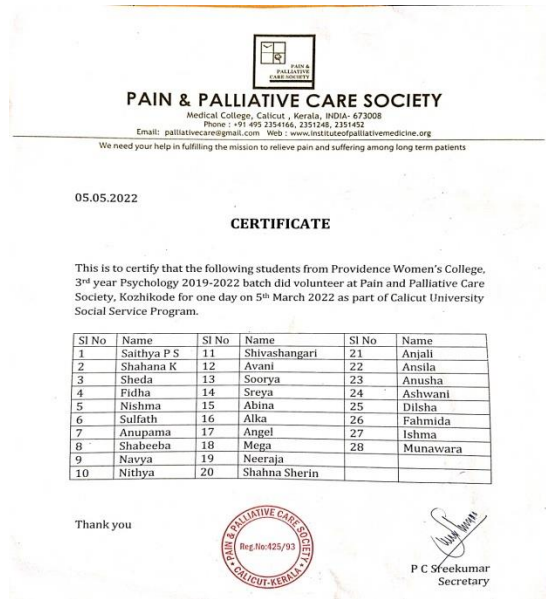 PAIN &
PALLIATIVE
CARE SOCIETY
PAIN & PALLIATIVE CARE SOCIETY
Medical College, Calicut , Kerala, INDIA- 673008
Phone : +91 495 2354166, 2351248, 2351452
Email: palliativecare@gmail.com Web : www.instituteofpalliativemedicine.org
We need your help in fulfilling the mission to relieve pain and suffering among long term patients
05.05.2022
CERTIFICATE
This is to certify that the following students from Providence Women's College,
3rd year Psychology 2019-2022 batch did volunteer at Pain and Palliative Care
Society, Kozhikode for one day on 5th March 2022 as part of Calicut University
Social Service Program.
Sl No Name Sl No Name Sl No Name
1 Saithya P S 11 Shivashangari 21 Anjali
2 Shahana K 12 Avani 22 Ansila
3 Sheda 13 Soorya 23 Anusha
4 Fidha 14 Sreya 24 Ashwani
5 Nishma 15 Abina 25 Dilsha
6 Sulfath 16 Alka 26 Fahmida
7 Anupama 17 Angel 27 Ishma
8 Shabeeba 18 Mega 28 Munawara
9 Navya 19 Neeraja
10 Nithya 20 Shahna Sherin
Thank you
PAIN & PALLIATIVE CARE SOCIETY
Reg.No:425/93
CALICUT-KERALA
P C Sreekumar
Secretary